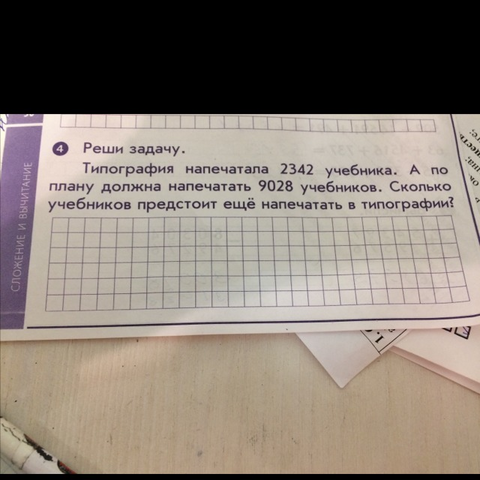 4 Реши задачу.
Типография напечатала 2342 учебника. А по
плану должна напечатать 9028 учебников. Сколько
учебников предстоит ещё напечатать в типографии?
СЛОЖЕНИЕ И ВЫЧИТАНИЕ